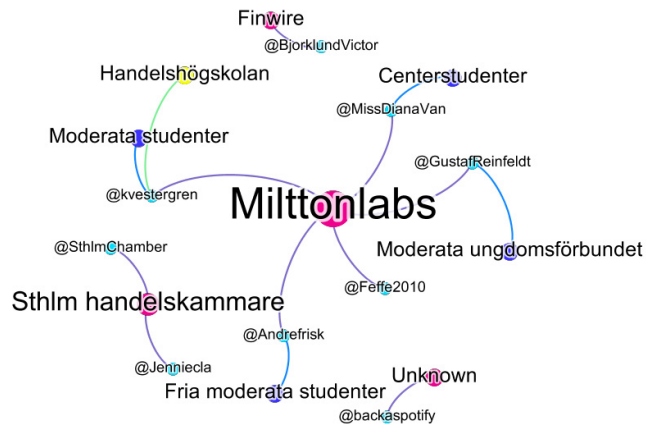 Finwire
@BjorklundVictor
Handelshögskolan
Centerstudenter
@MissDianaVan
Moderata studenter
@GustafReinfeldt
@kvestergren
Milttonlabs
@SthlmChamber
Moderata ungdomsförbundet
@Feffe2010
Sthlm handelskammare
@Andrefrisk
@Jenniecla
Unknown
Fria moderata studenter
@backaspotify